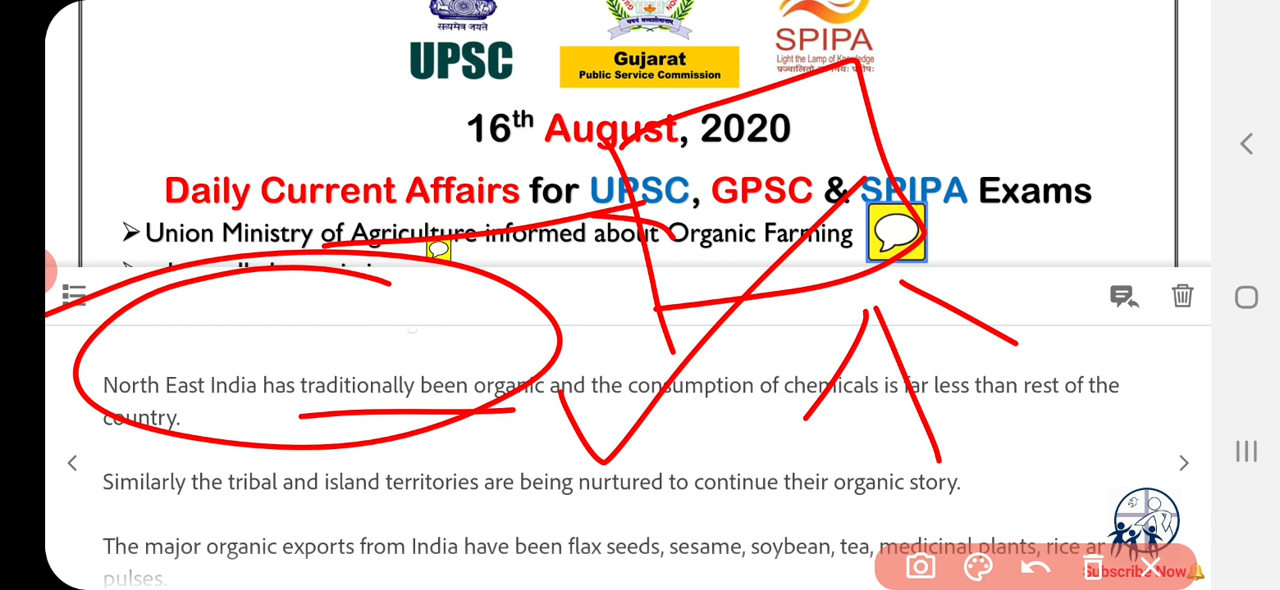 सत्यमेव जयते
UPSC
Gujarat
Public Service Commission
SPIPA
Light the Lamp of Knowledge
16th August, 2020
Daily Current Affairs for UPSC, GPSC & SPIPA Exams
➢Union Ministry of Agriculture informed about Organic Farming
North East India has traditionally been organic and the consumption of chemicals is far less than rest of the
country.
Similarly the tribal and island territories are being nurtured to continue their organic story.
The major organic exports from India have been flax seeds, sesame, soybean, tea, medicinal plants, rice
pulses.
Subscribe Now